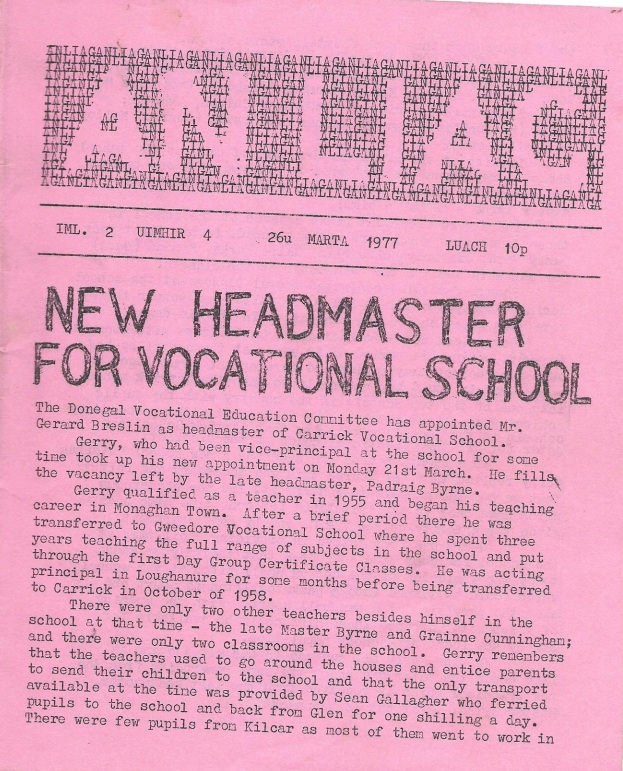 AN LIAG
IML. 2 UIMHIR 4 26u MARTA 1977 LUACH 10p
NEW HEADMASTER
FOR VOCATIONAL SCHOOL
The Donegal Vocational Education Committee has appointed Mr.
Gerard Breslin as headmaster of Carrick Vocational School.
Gerry, who had been vice-principal at the school for some
time took up his new appointment on Monday 21st March. He fills
the vacancy left by the late headmaster, Padraig Byrne.
Gerry qualified as a teacher in 1955 and began his teaching
career in Monaghan Town. After a brief period there he was
transferred to Gweedore Vocational School where he spent three
years teaching the full range of subjects in the school and put
through the first Day Group Certificate Classes. He was acting
principal in Loughanure for some months before being transferred
to Carrick in October of 1958.
There were only two other teachers besides himself in the
school at that time - the late Master Byrne and Grainne Cunningham;
and there were only two classrooms in the school. Gerry remembers
that the teachers used to go around the houses and entice parents
to send their children to the school and that the only transport
available at the time was provided by Sean Gallagher who ferried
pupils to the school and back from Glen for one shilling a day.
There were few pupils from Kilcar as most of them went to work in